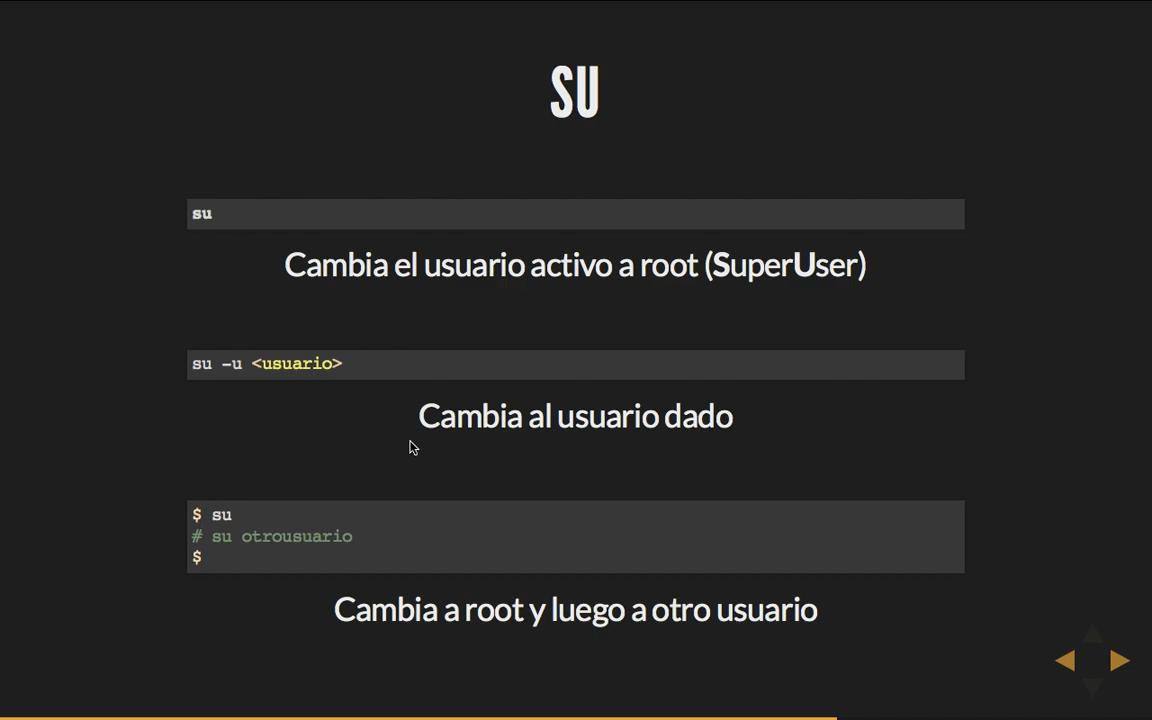 SU
su
Cambia el usuario activo a root (SuperUser)
su -u <usuario>
Cambia al usuario dado
$ su
# su otrousuario
$
Cambia a root y luego a otro usuario